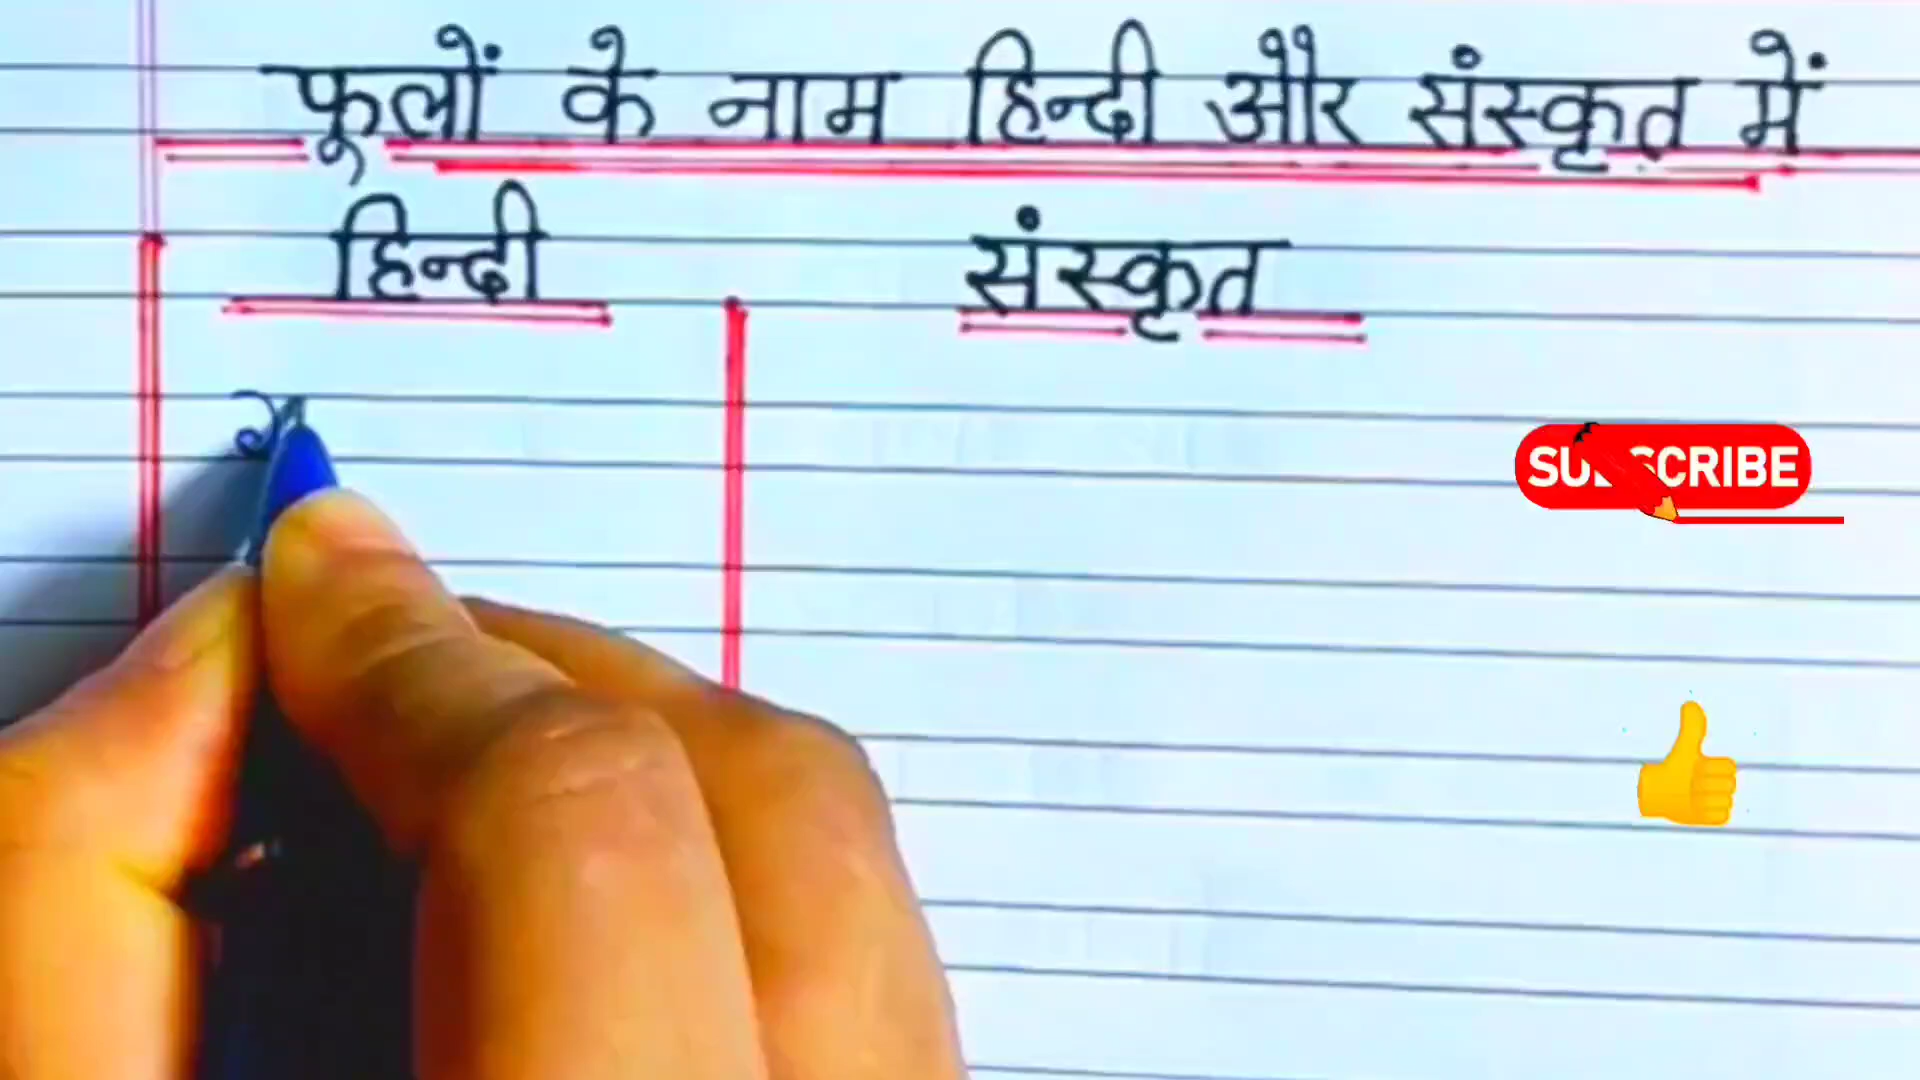 फूलों के नाम हिन्दी और संस्कृत में
हिन्दी संस्कृत
SUBSCRIBE